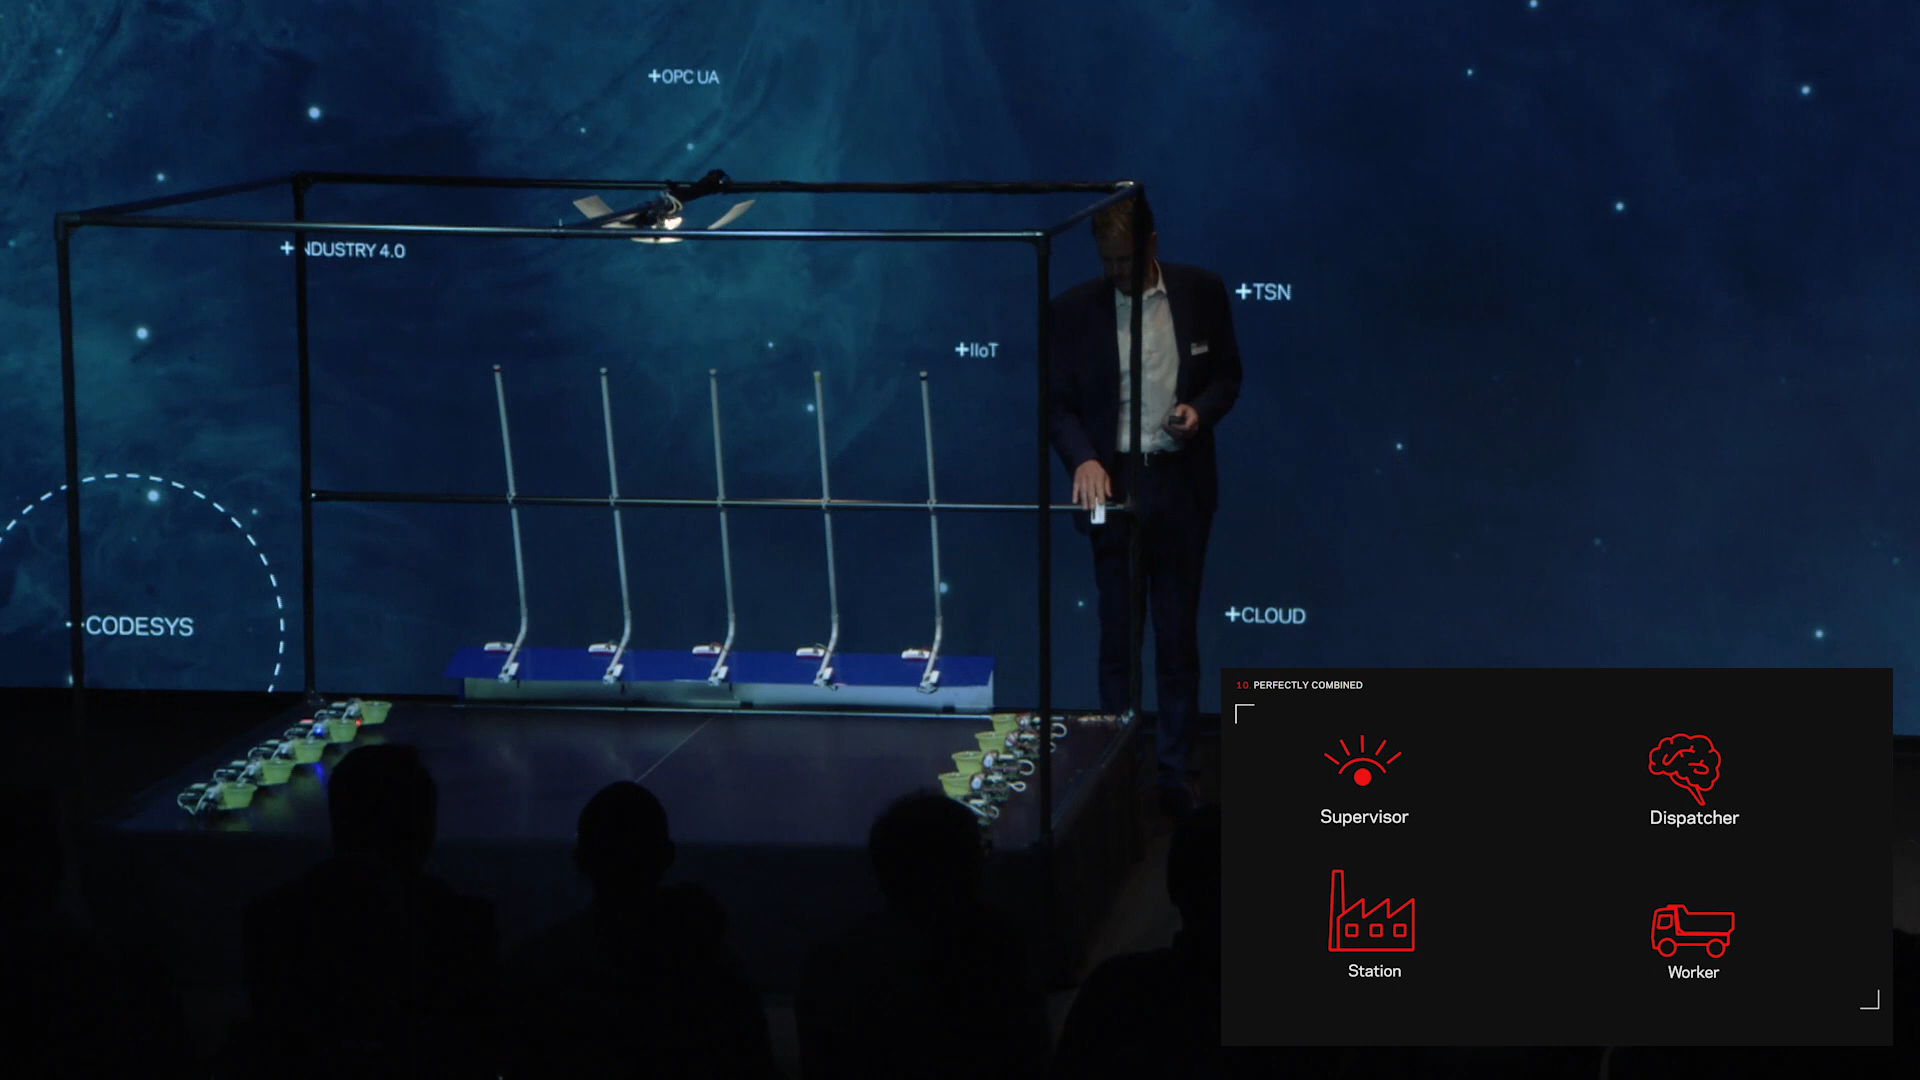 +OPC UA
+NDUSTRY 4.0
+TSN
+IIoT
+CODESYS
+CLOUD
10. PERFECTLY COMBINED
Supervisor
Dispatcher
Station
Worker